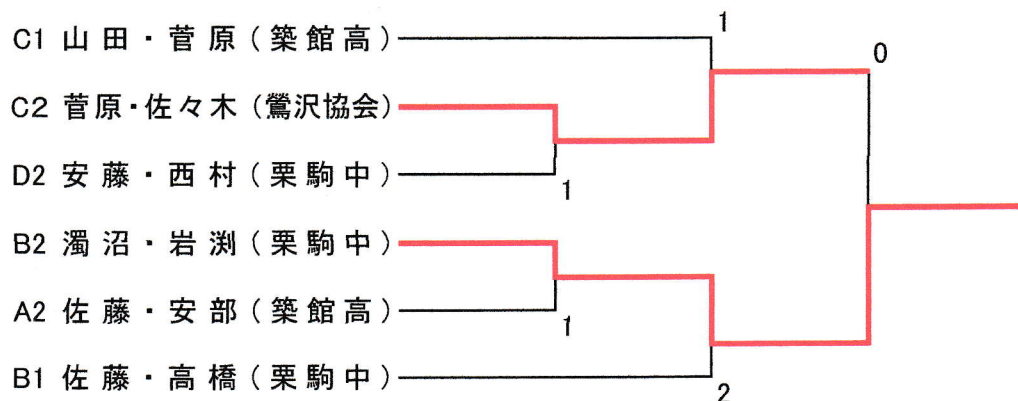 C1 山田・菅原(築館高)
1
0
C2 菅原・佐々木(鶯沢協会)
D2 安藤・西村(栗駒中)
1
B2 濁沼・岩渕(栗駒中)
A2 佐藤・安部(築館高)
1
B1 佐藤・高橋(栗駒中)
2